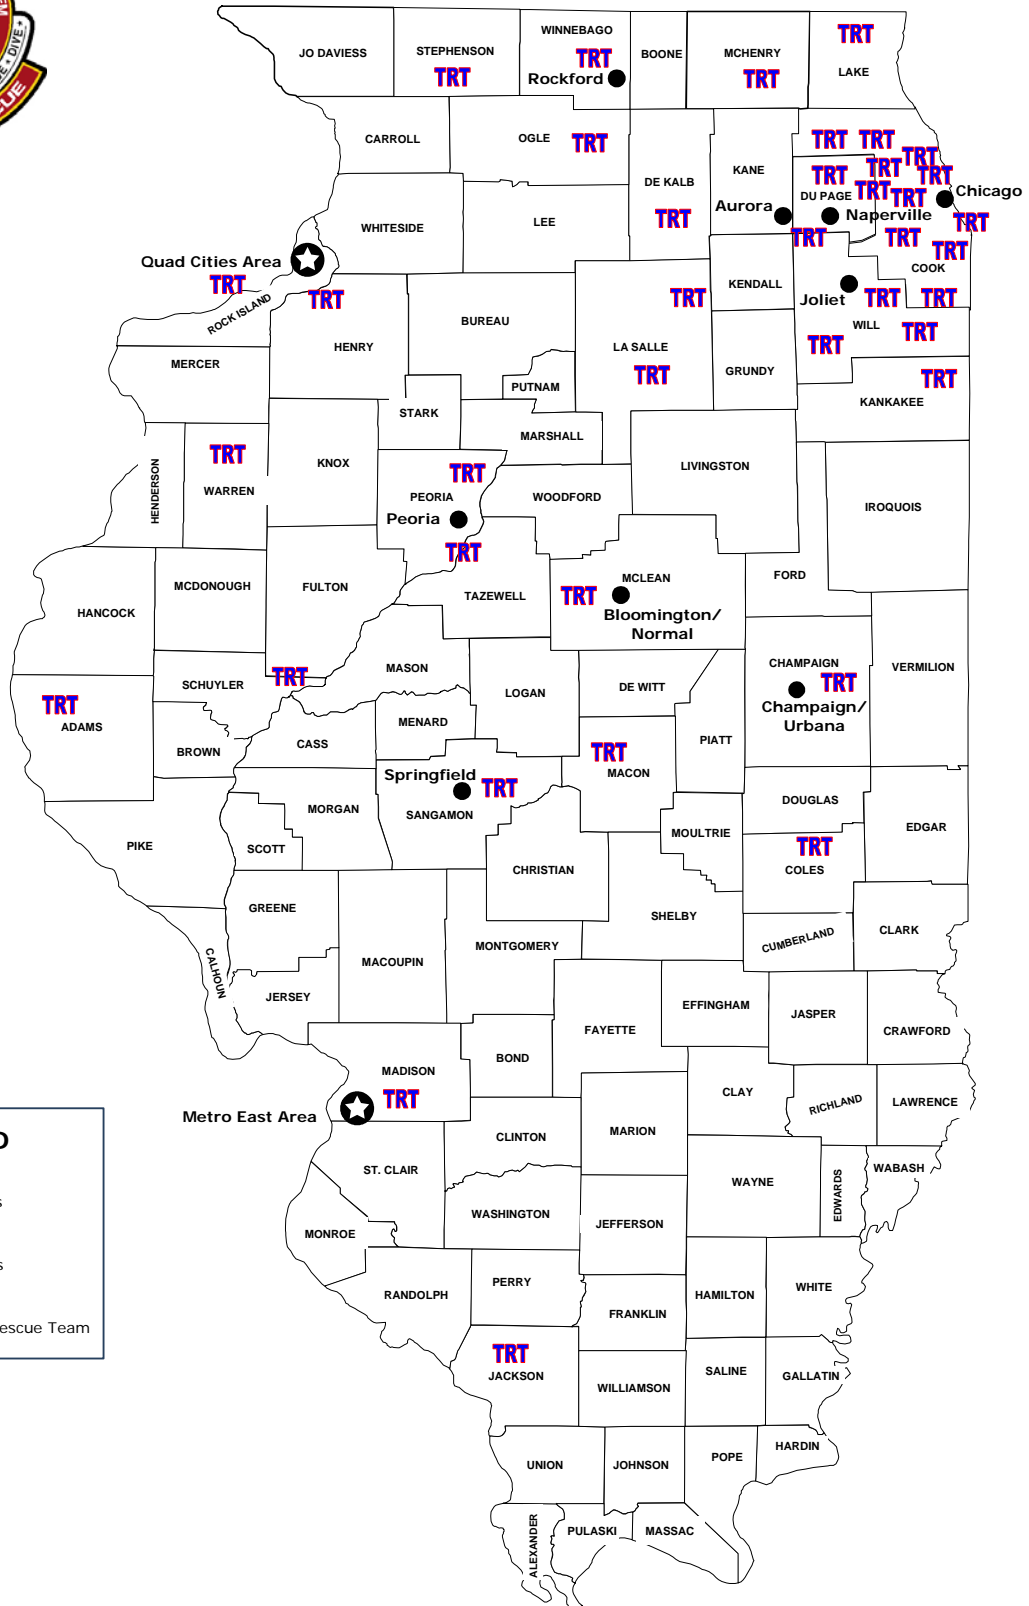 DIVE
CUE
JO DAVIESS
STEPHENSON
TRT
WINNEBAGO
TRT
Rockford
BOONE
MCHENRY
TRT
TRT
LAKE
CARROLL
OGLE
TRT
DE KALB
TRT
KANE
TRT
TRT
TRT
TRT
TRT
TRT
DU PAGE
TRT
TRT
Chicago
Aurora
Naperville
TRT
TRT
TRT
TRT
COOK
WHITESIDE
LEE
Quad Cities Area
TRT
TRT
ROCK ISLAND
KENDALL
Joliet
TRT
TRT
WILL
TRT
TRT
TRT
BUREAU
HENRY
LA SALLE
TRT
GRUNDY
TRT
KANKAKEE
MERCER
PUTNAM
STARK
MARSHALL
HENDERSON
TRT
WARREN
KNOX
TRT
PEORIA
Peoria
TRT
WOODFORD
LIVINGSTON
IROQUOIS
HANCOCK
MCDONOUGH
FULTON
TAZEWELL
TRT
MCLEAN
Bloomington/
Normal
FORD
TRT
ADAMS
SCHUYLER
TRT
MASON
LOGAN
DE WITT
CHAMPAIGN
TRT
Champaign/
Urbana
VERMILION
BROWN
CASS
MENARD
PIATT
TRT
MACON
Springfield
TRT
SANGAMON
PIKE
SCOTT
MORGAN
CHRISTIAN
MOULTRIE
DOUGLAS
TRT
COLES
EDGAR
GREENE
SHELBY
CUMBERLAND
CLARK
CALHOUN
MACOUPIN
MONTGOMERY
JERSEY
FAYETTE
EFFINGHAM
JASPER
CRAWFORD
MADISON
TRT
Metro East Area
BOND
CLAY
RICHLAND
LAWRENCE
CLINTON
MARION
ST. CLAIR
WAYNE
EDWARDS
WABASH
WASHINGTON
JEFFERSON
MONROE
RANDOLPH
PERRY
FRANKLIN
HAMILTON
WHITE
TRT
JACKSON
WILLIAMSON
SALINE
GALLATIN
UNION
JOHNSON
POPE
HARDIN
ALEXANDER
PULASKI
MASSAC
D
s
s
escue Team